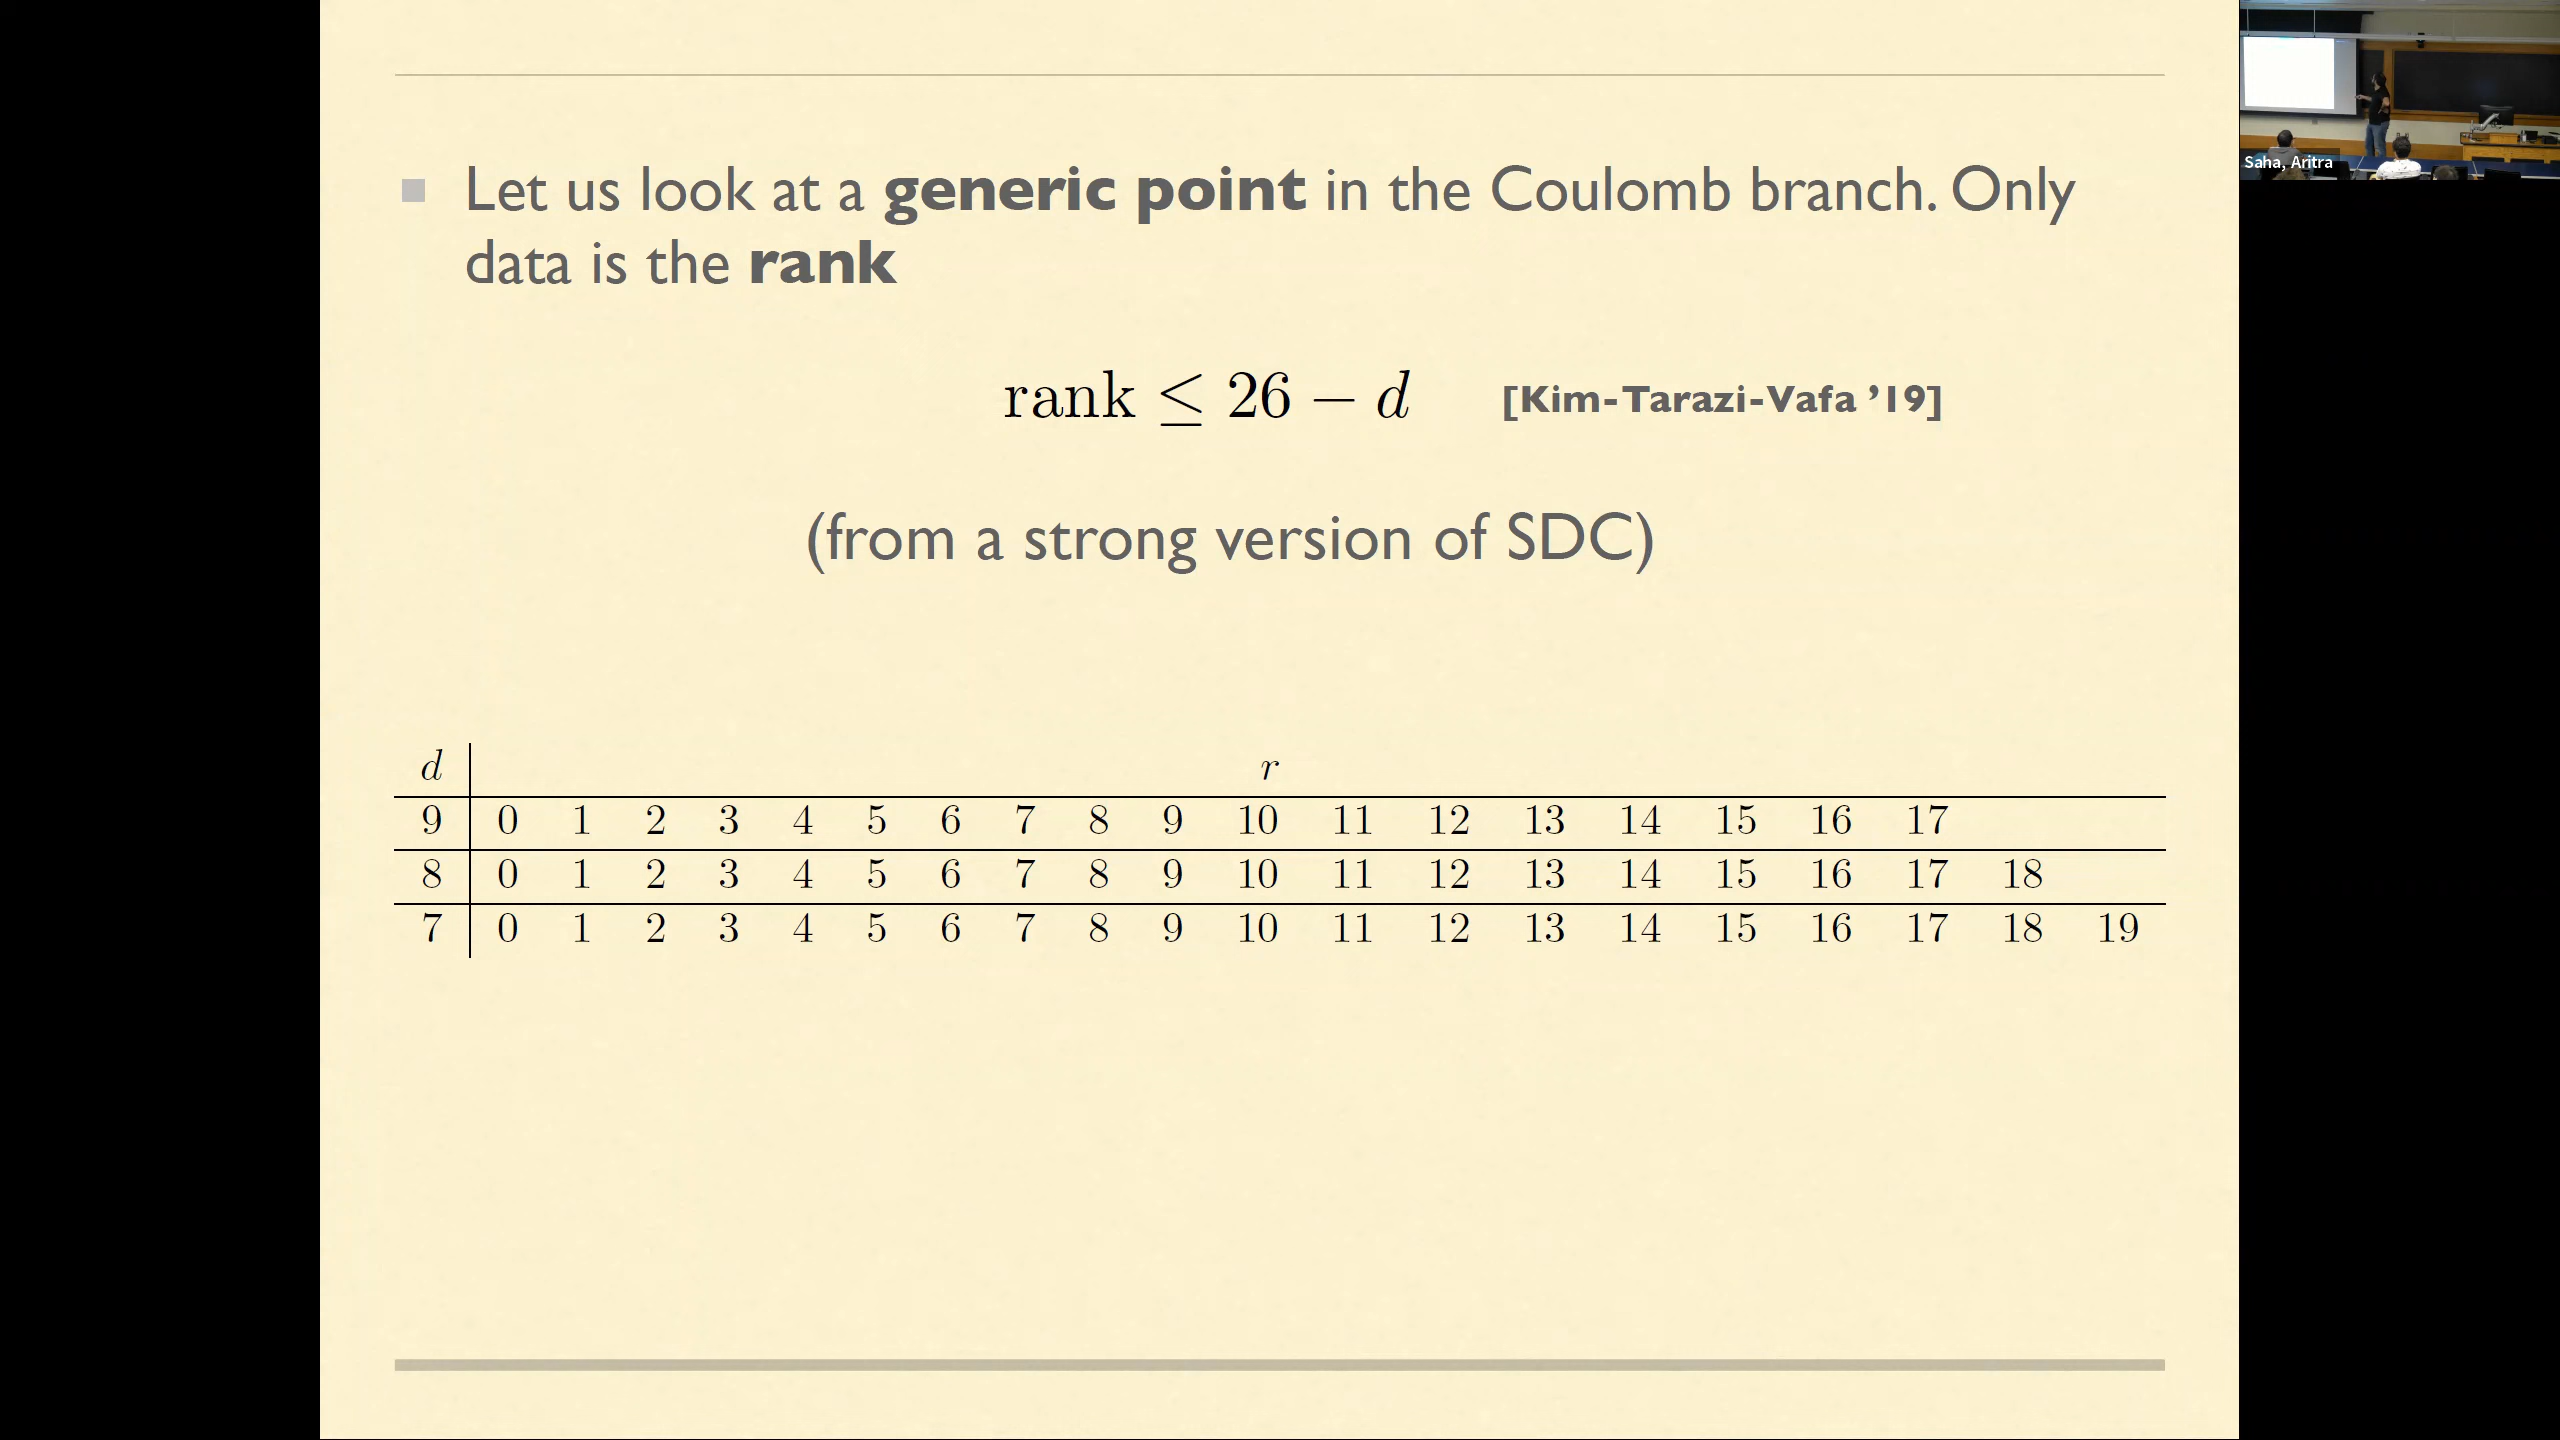 Let us look at a generic point in the Coulomb branch. Only
data is the rank
rank ≤ 26 − d [Kim-Tarazi-Vafa ’19]
(from a strong version of SDC)
d r
9 0 1 2 3 4 5 6 7 8 9 10 11 12 13 14 15 16 17
8 0 1 2 3 4 5 6 7 8 9 10 11 12 13 14 15 16 17 18
7 0 1 2 3 4 5 6 7 8 9 10 11 12 13 14 15 16 17 18 19
Saha, Aritra